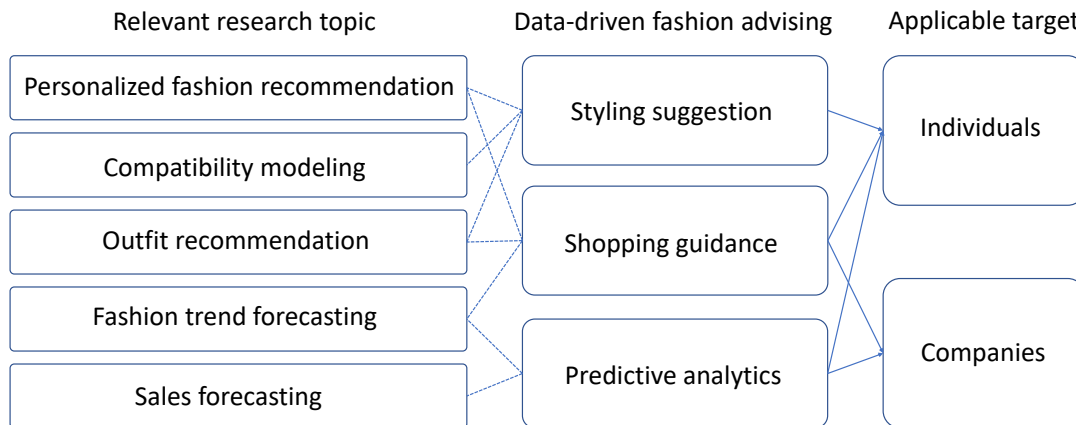 Relevant research topic
Data-driven fashion advising
Applicable target
Personalized fashion recommendation
Compatibility modeling
Outfit recommendation
Fashion trend forecasting
Sales forecasting
Styling suggestion
Shopping guidance
Predictive analytics
Individuals
Companies